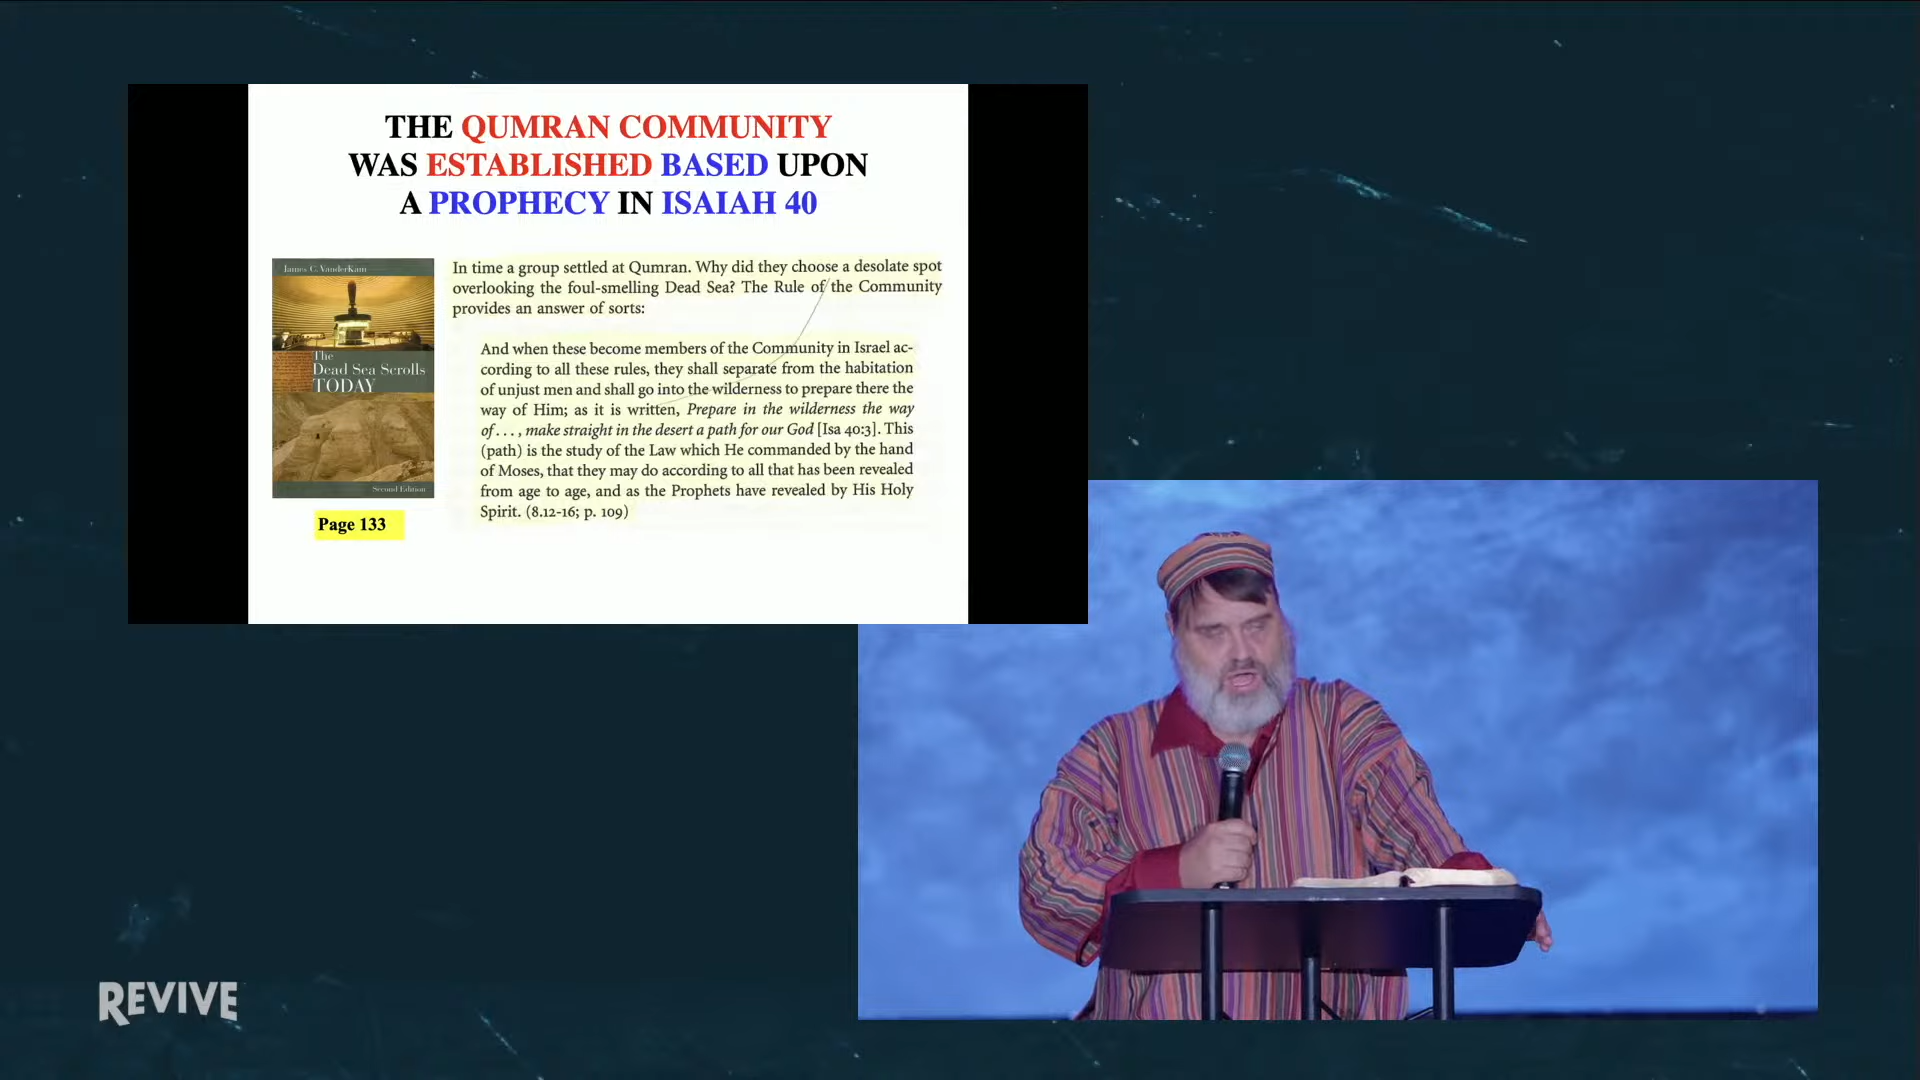 THE QUMRAN COMMUNITY
WAS ESTABLISHED BASED UPON
A PROPHECY IN ISAIAH 40
James C. VanderKam
The
Dead Sea Scrolls
TODAY
Second Edition
Page 133
In time a group settled at Qumran. Why did they choose a desolate spot
overlooking the foul-smelling Dead Sea? The Rule of the Community
provides an answer of sorts:
And when these become members of the Community in Israel ac-
cording to all these rules, they shall separate from the habitation
of unjust men and shall go into the wilderness to prepare there the
way of Him; as it is written, Prepare in the wilderness the way
of . . . , make straight in the desert a path for our God [Isa 40:3]. This
(path) is the study of the Law which He commanded by the hand
of Moses, that they may do according to all that has been revealed
from age to age, and as the Prophets have revealed by His Holy
Spirit. (8.12-16; p. 109)
REVIVE